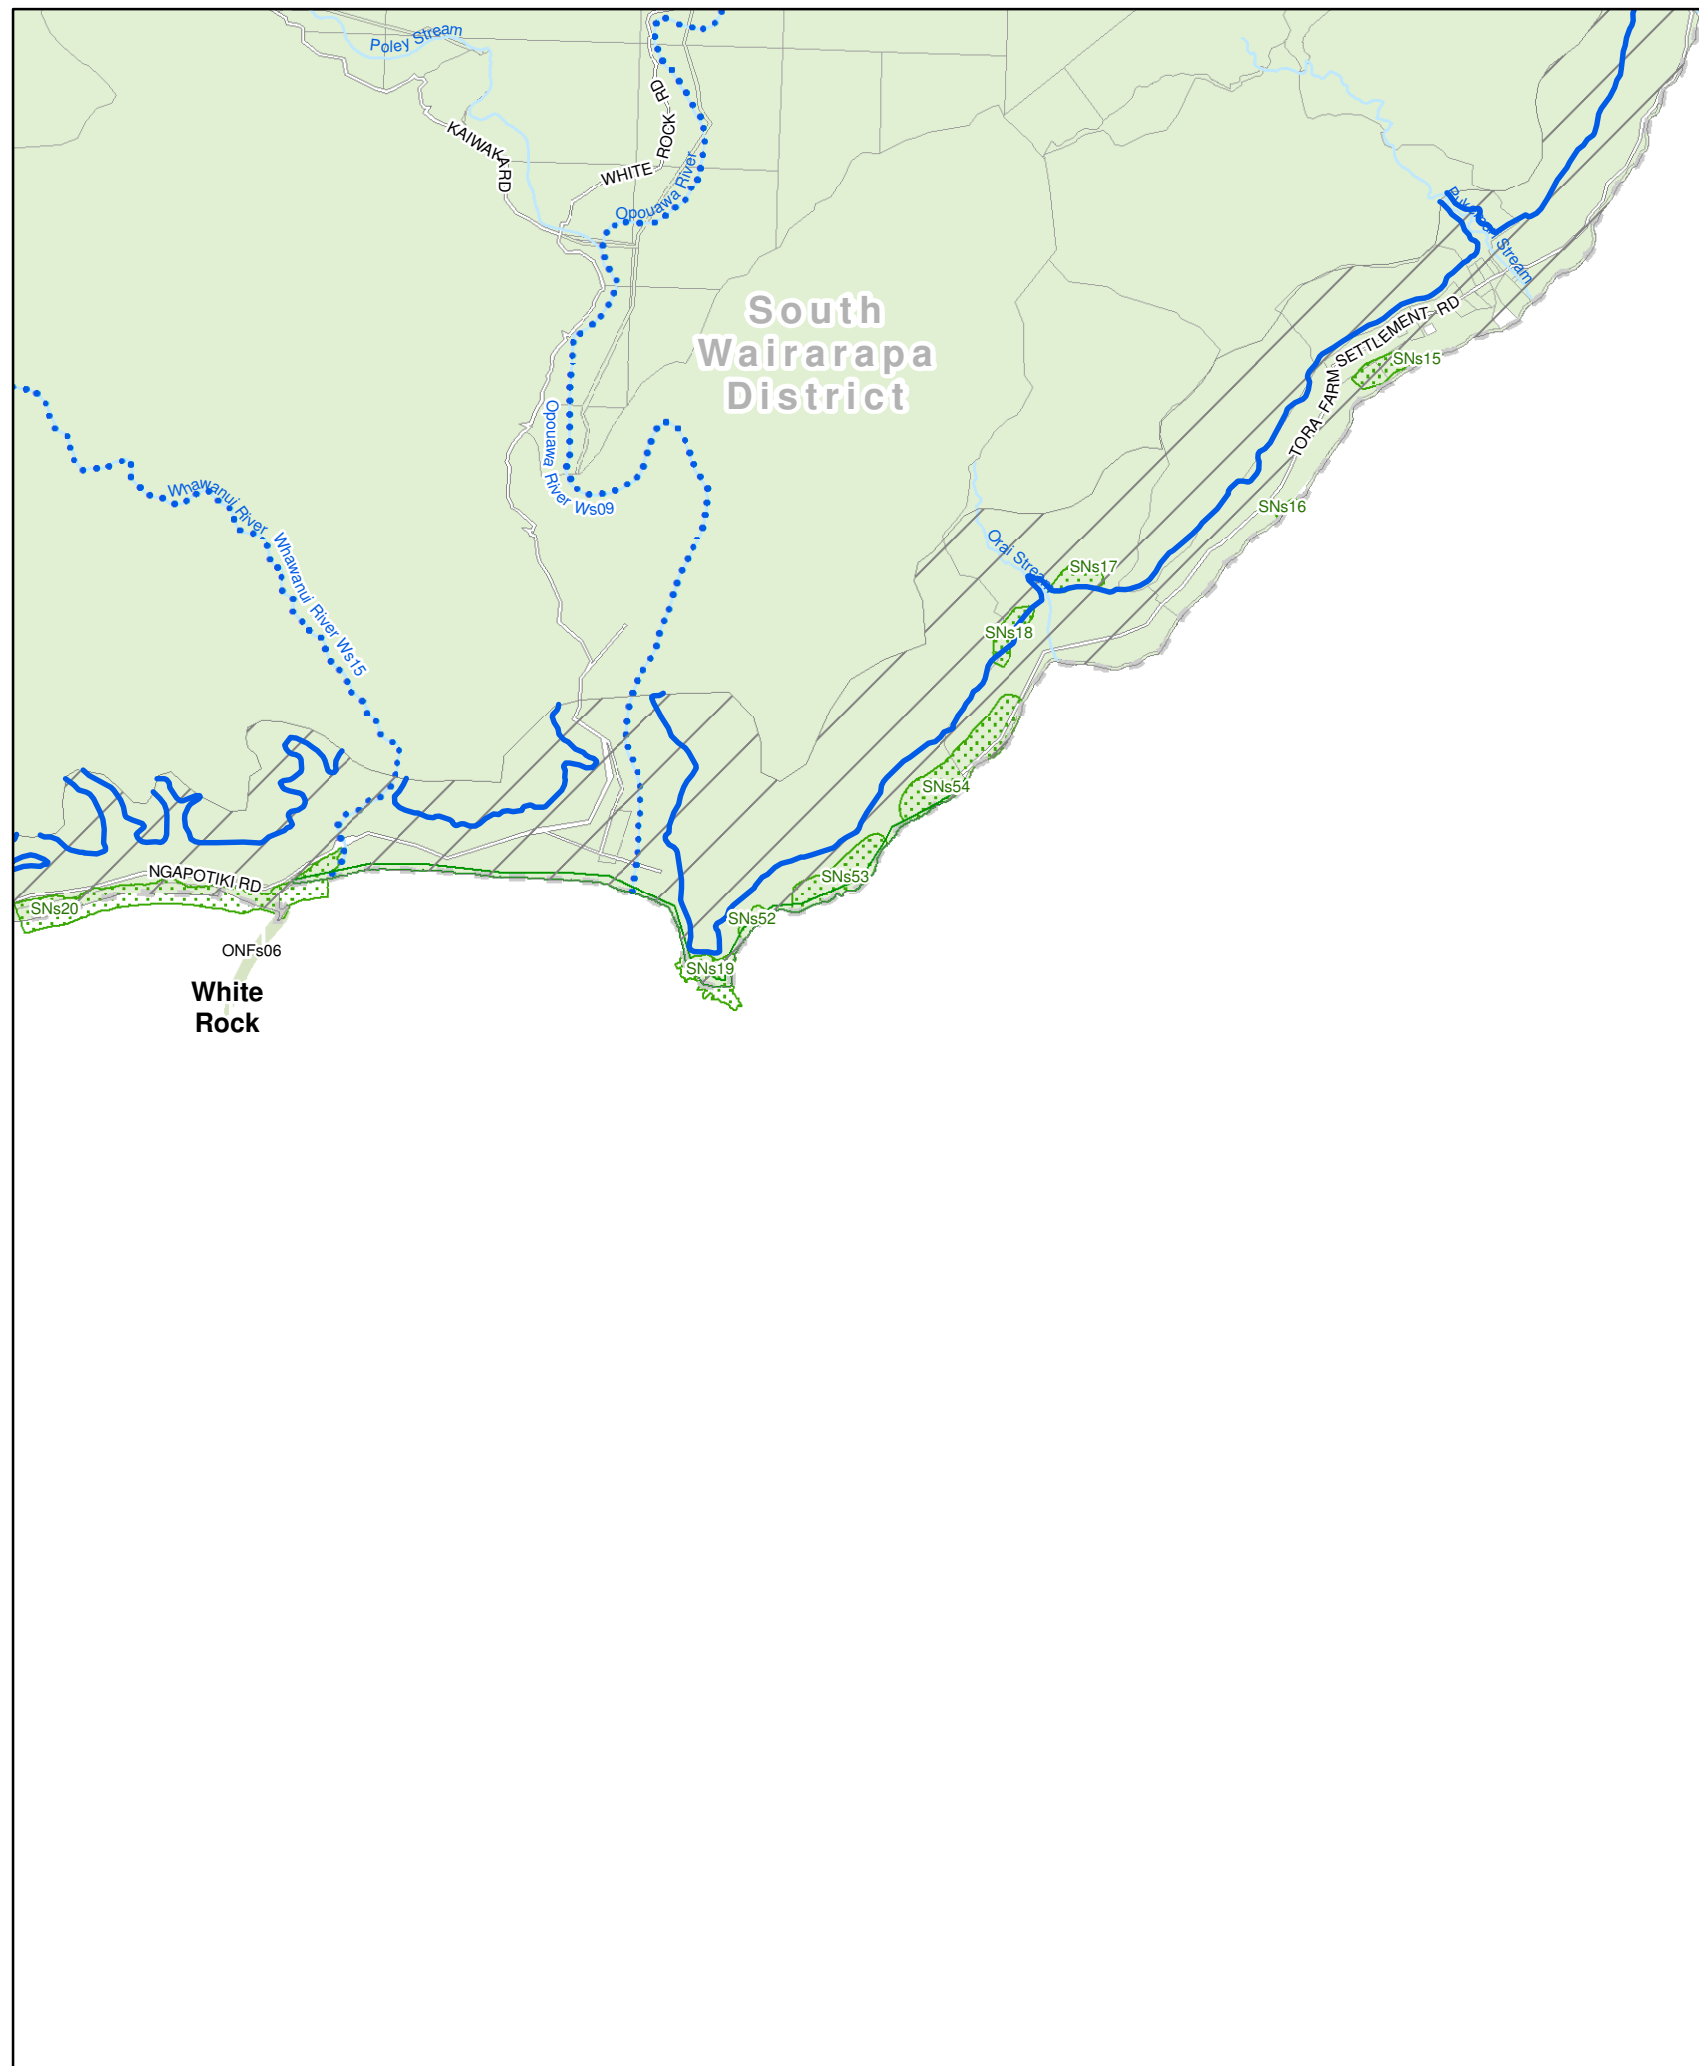 Poley Stream
KAIWAKA RD
WHITE ROCK RD
Opouawa River
South
Wairarapa
District
Stream
TORA FARM SETTLEMENT RD
SNs15
Opouawa River Ws09
Whawanui River
Whawanui River Ws15
SNs16
Orai Stream
SNs17
SNs18
SNs54
SNs53
NGAPOTIKI RD
SNs20
SNs52
ONFs06
SNs19
White
Rock